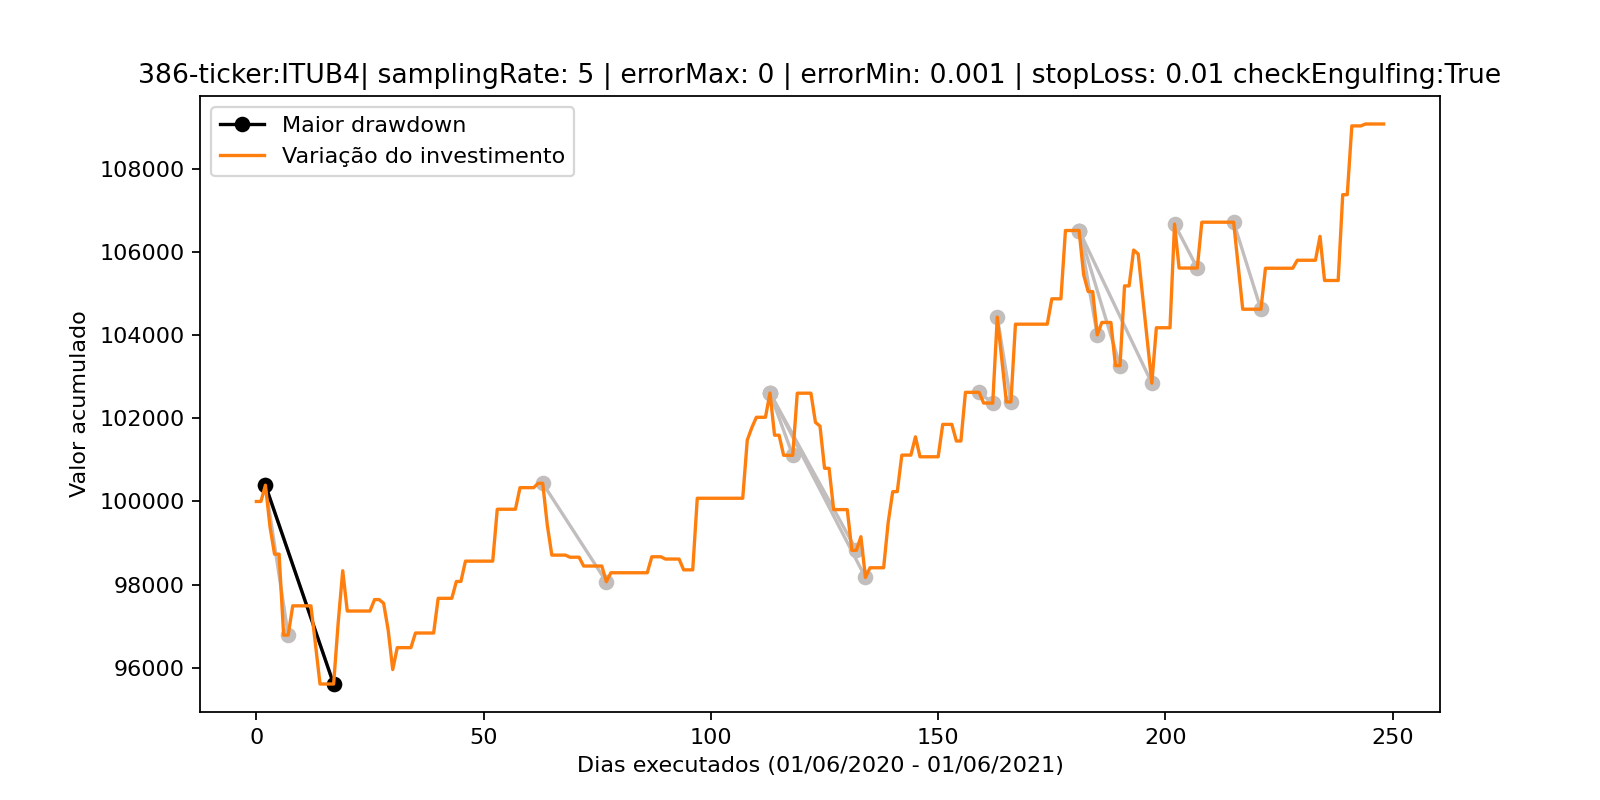 386-ticker:ITUB4| samplingRate: 5 | errorMax: 0 | errorMin: 0.001 | stopLoss: 0.01 checkEngulfing:True
Maior drawdown
Variação do investimento
Valor acumulado
108000
106000
104000
102000
100000
98000
96000
0 50 100 150 200 250
Dias executados (01/06/2020 - 01/06/2021)